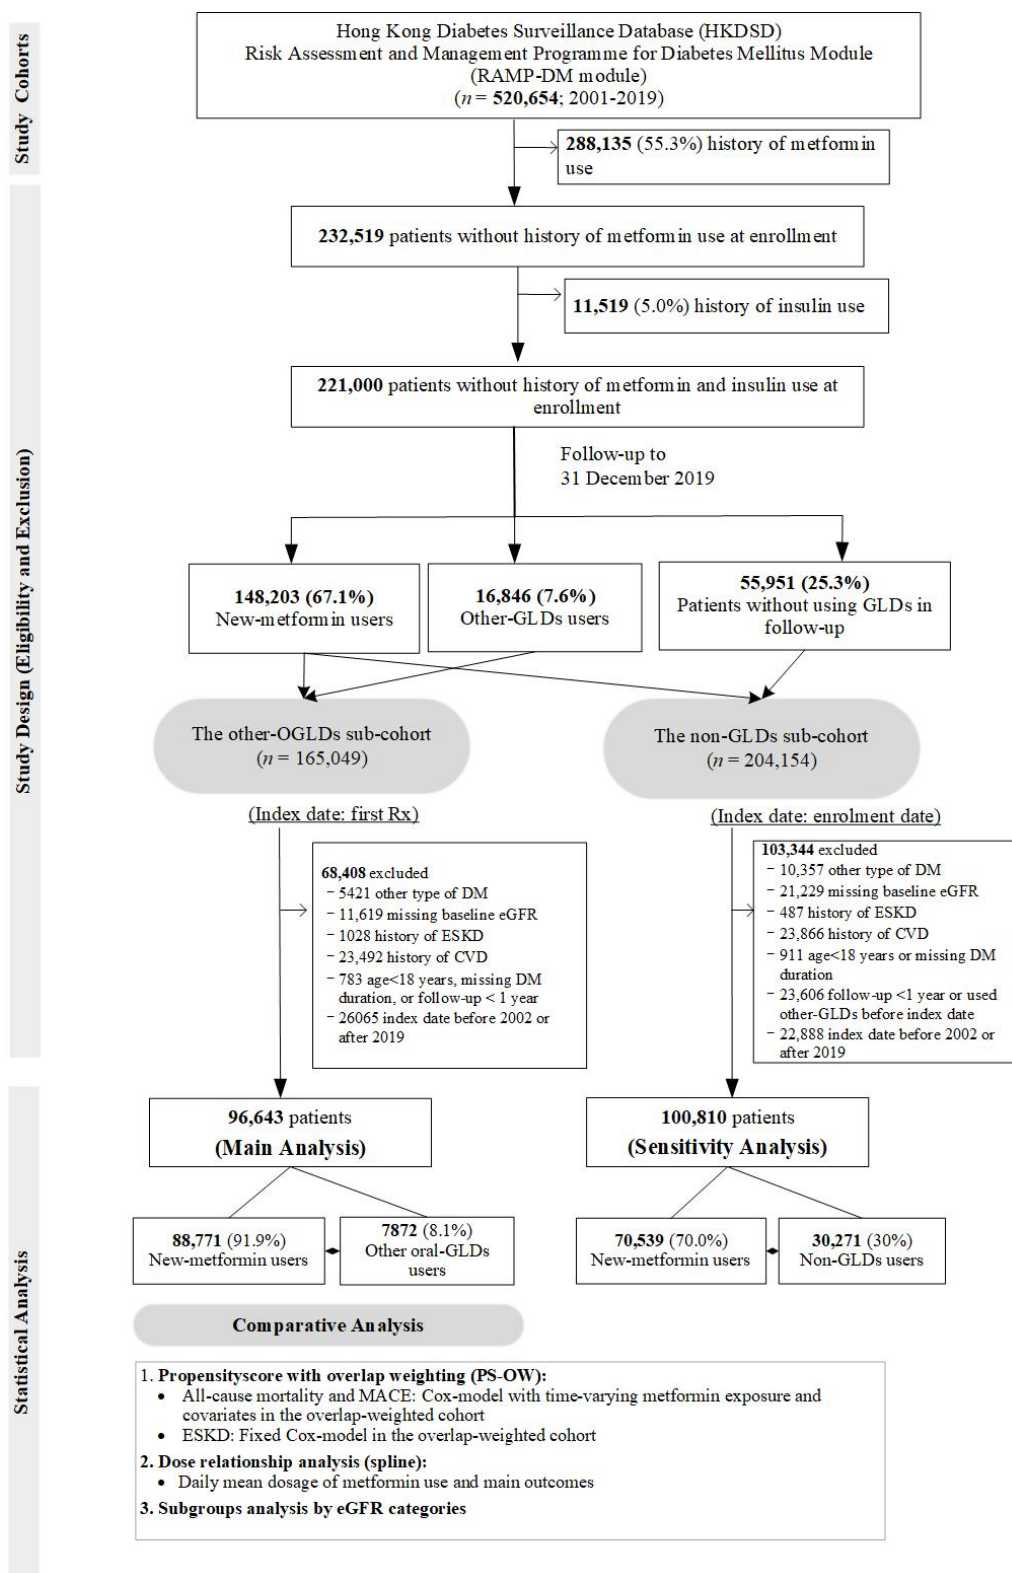 Study Cohorts
Hong Kong Diabetes Surveillance Database (HKDSD)
Risk Assessment and Management Programme for Diabetes Mellitus Module
(RAMP-DM module)
(n = 520,654; 2001-2019)
288,135 (55.3%) history of metformin
use
Study Design (Eligibility and Exclusion)
232,519 patients without history of metformin use at enrollment
11,519 (5.0%) history of insulin use
221,000 patients without history of metformin and insulin use at
enrollment
Follow-up to
31 December 2019
148,203 (67.1%)
New-metformin
users
16,846 (7.6%)
Other-GLDs users
55,951 (25.3%)
Patients without using GLDs in
follow-up
The other-OGLDs sub-cohort
(n = 165,049)
The non-GLDs sub-cohort
(n = 204,154)
(Index date: first Rx)
(Index date: enrolment date)
68,408 excluded
- 5421 other type of DM
- 11,619 missing baseline eGFR
- 1028 history of ESKD
- 23,492 history of CVD
- 783 age<18 years, missing DM
duration, or follow-up < 1 year
- 26065 index date before 2002 or
after 2019
103,344 excluded
- 10,357 other type of DM
- 21,229 missing baseline eGFR
- 487 history of ESKD
- 23,866 history of CVD
- 911 age<18 years or missing DM
duration
- 23,606 follow-up <1 year or used
other-GLDs before index date
- 22,888 index date before 2002 or
after 2019
Statistical Analysis
96,643 patients
(Main Analysis)
100,810 patients
(Sensitivity Analysis)
88,771 (91.9%)
New-metformin users
7872 (8.1%)
Other oral-GLDs
users
70,539 (70.0%)
New-metformin users
30,271 (30%)
Non-GLDs users
Comparative Analysis
1. Propensityscore with overlap weighting (PS-OW):
• All-cause mortality and MACE: Cox-model with time-varying metformin exposure and
covariates in the overlap-weighted cohort
• ESKD: Fixed Cox-model in the overlap-weighted cohort
2. Dose relationship analysis (spline):
• Daily mean dosage of metformin use and main outcomes
3. Subgroups analysis by eGFR categories